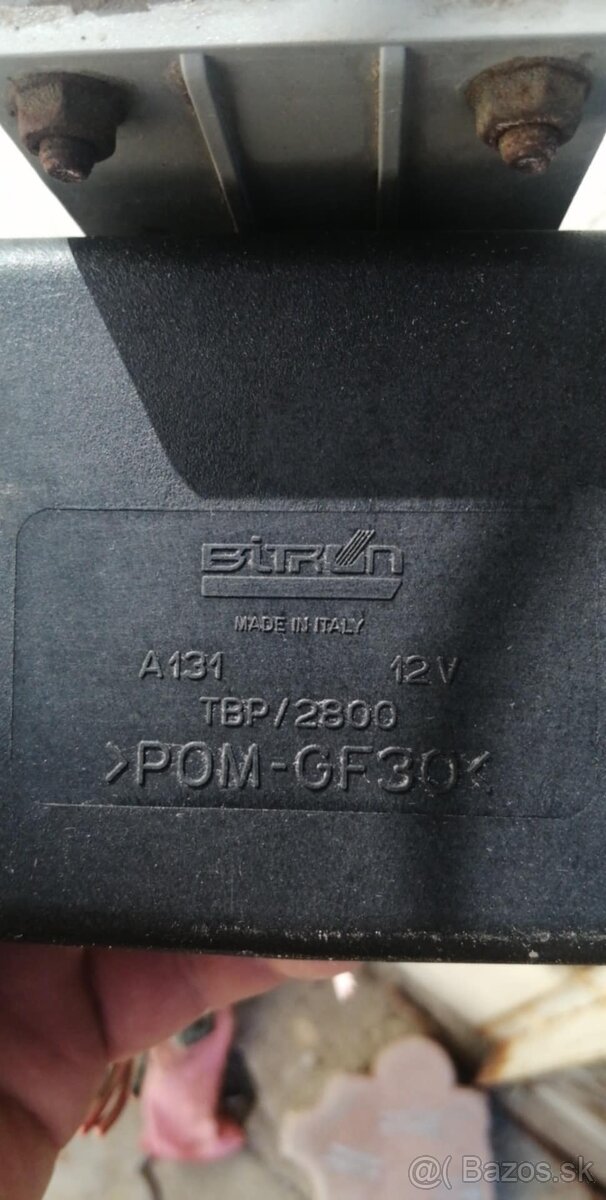 BITRON
MADE IN ITALY
A131 12V
TBP/2800
>POM-GF30<
@( Bazos.sk